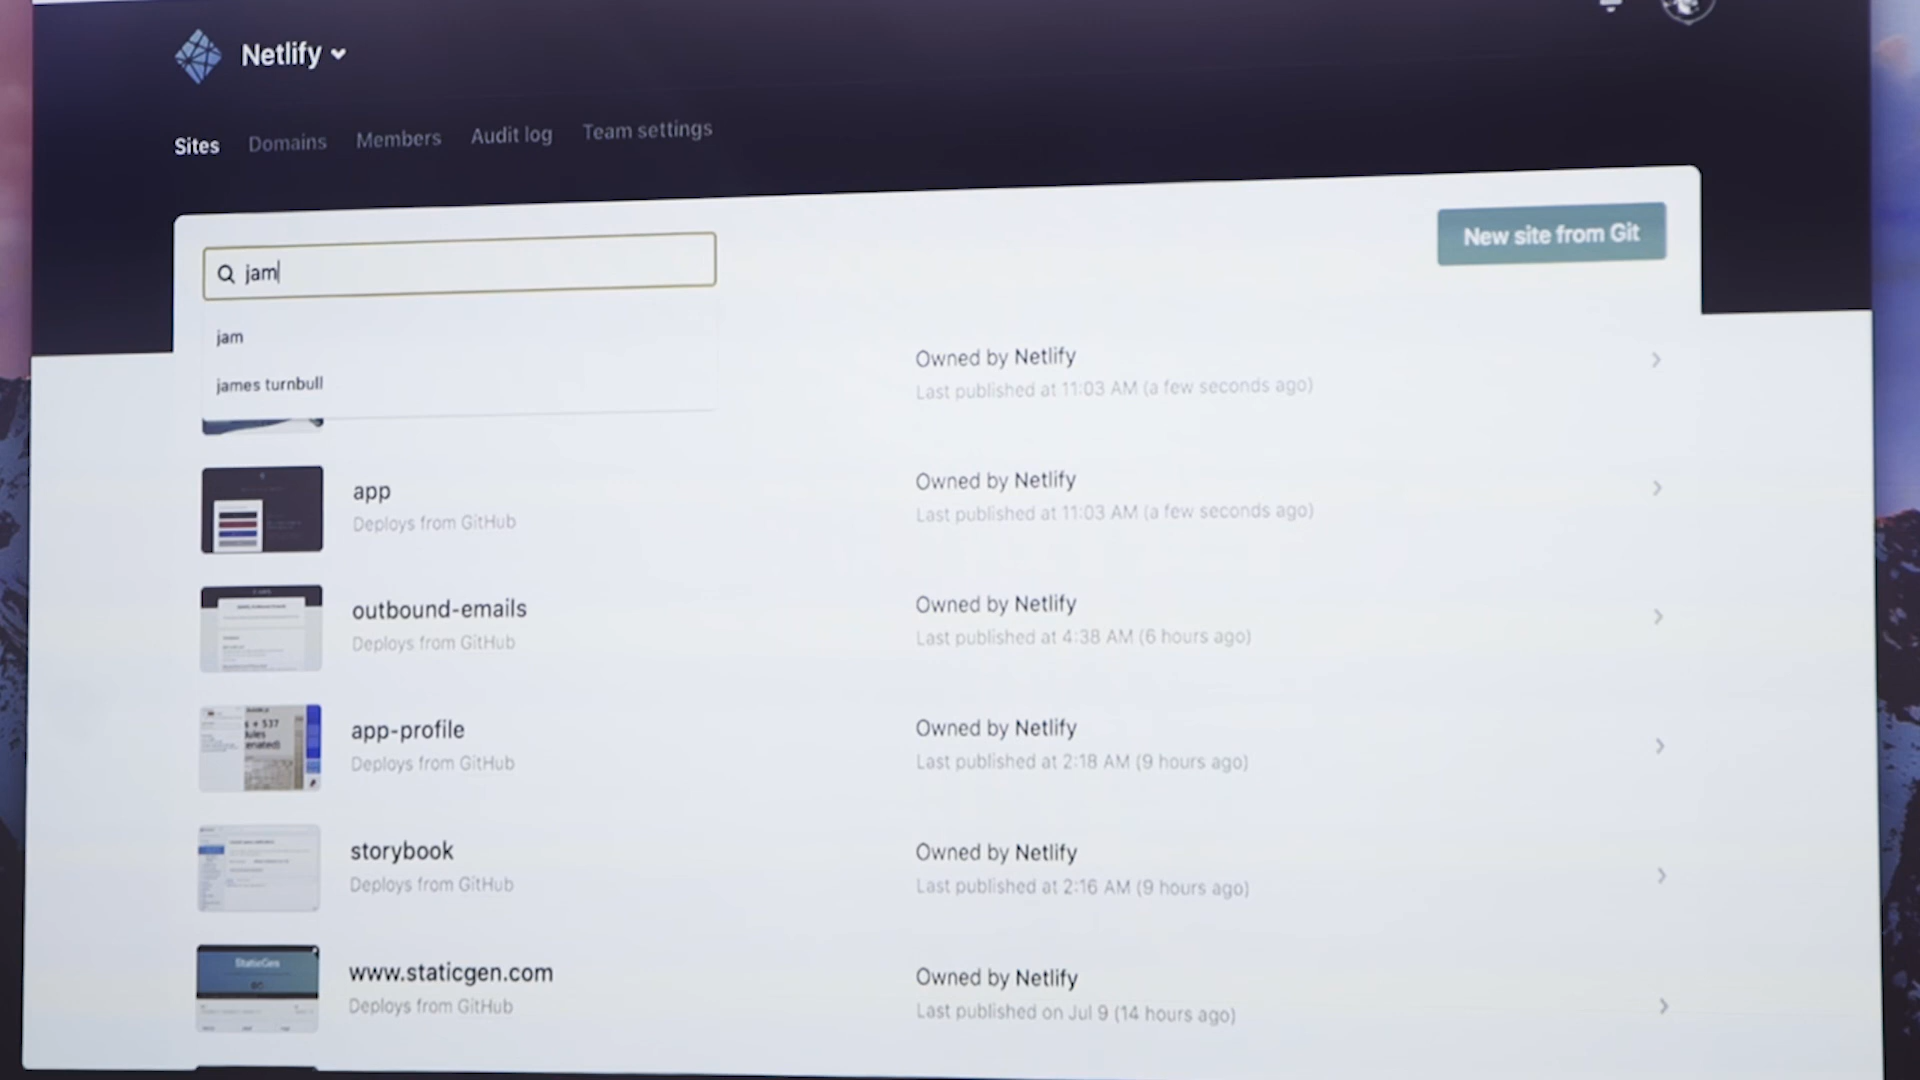 Netlify
Sites Domains Members Audit log Team settings
jam
New site from Git
jam
james turnbull
Owned by Netlify
Last published at 11:03 AM (a few seconds ago)
app
Deploys from GitHub
Owned by Netlify
Last published at 11:03 AM (a few seconds ago)
outbound-emails
Deploys from GitHub
Owned by Netlify
Last published at 4:38 AM (6 hours ago)
app-profile
Deploys from GitHub
Owned by Netlify
Last published at 2:18 AM (9 hours ago)
s + 537
storybook
Deploys from GitHub
Owned by Netlify
Last published at 2:16 AM (9 hours ago)
StaticGen
www.staticgen.com
Deploys from GitHub
Owned by Netlify
Last published on Jul 9 (14 hours ago)